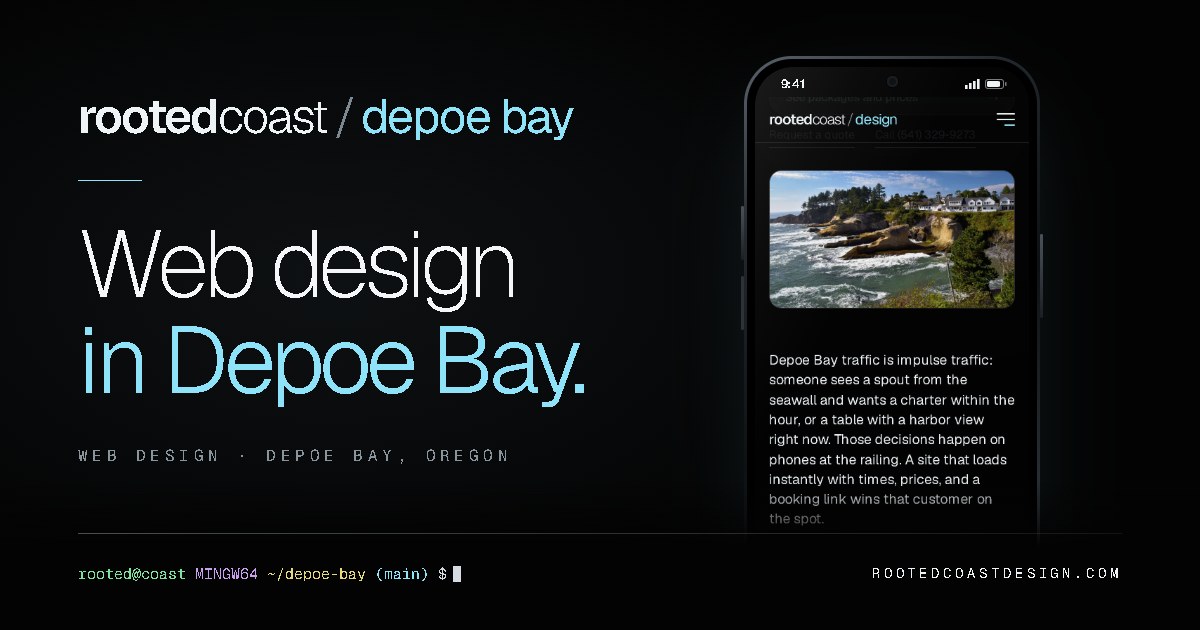 rootedcoast / depoe bay
Web design
in Depoe Bay.
WEB DESIGN · DEPOE BAY, OREGON
9:41
see packages and prices
rootedcoast / design
Request a quote Call (541) 329-9273
Depoe Bay traffic is impulse traffic:
someone sees a spout from the
seawall and wants a charter within the
hour, or a table with a harbor view
right now. Those decisions happen on
phones at the railing. A site that loads
instantly with times, prices, and a
booking link wins that customer on
the spot.
rooted@coast MINGW64 ~/depoe-bay (main) $
ROOTEDCOASTDESIGN.COM